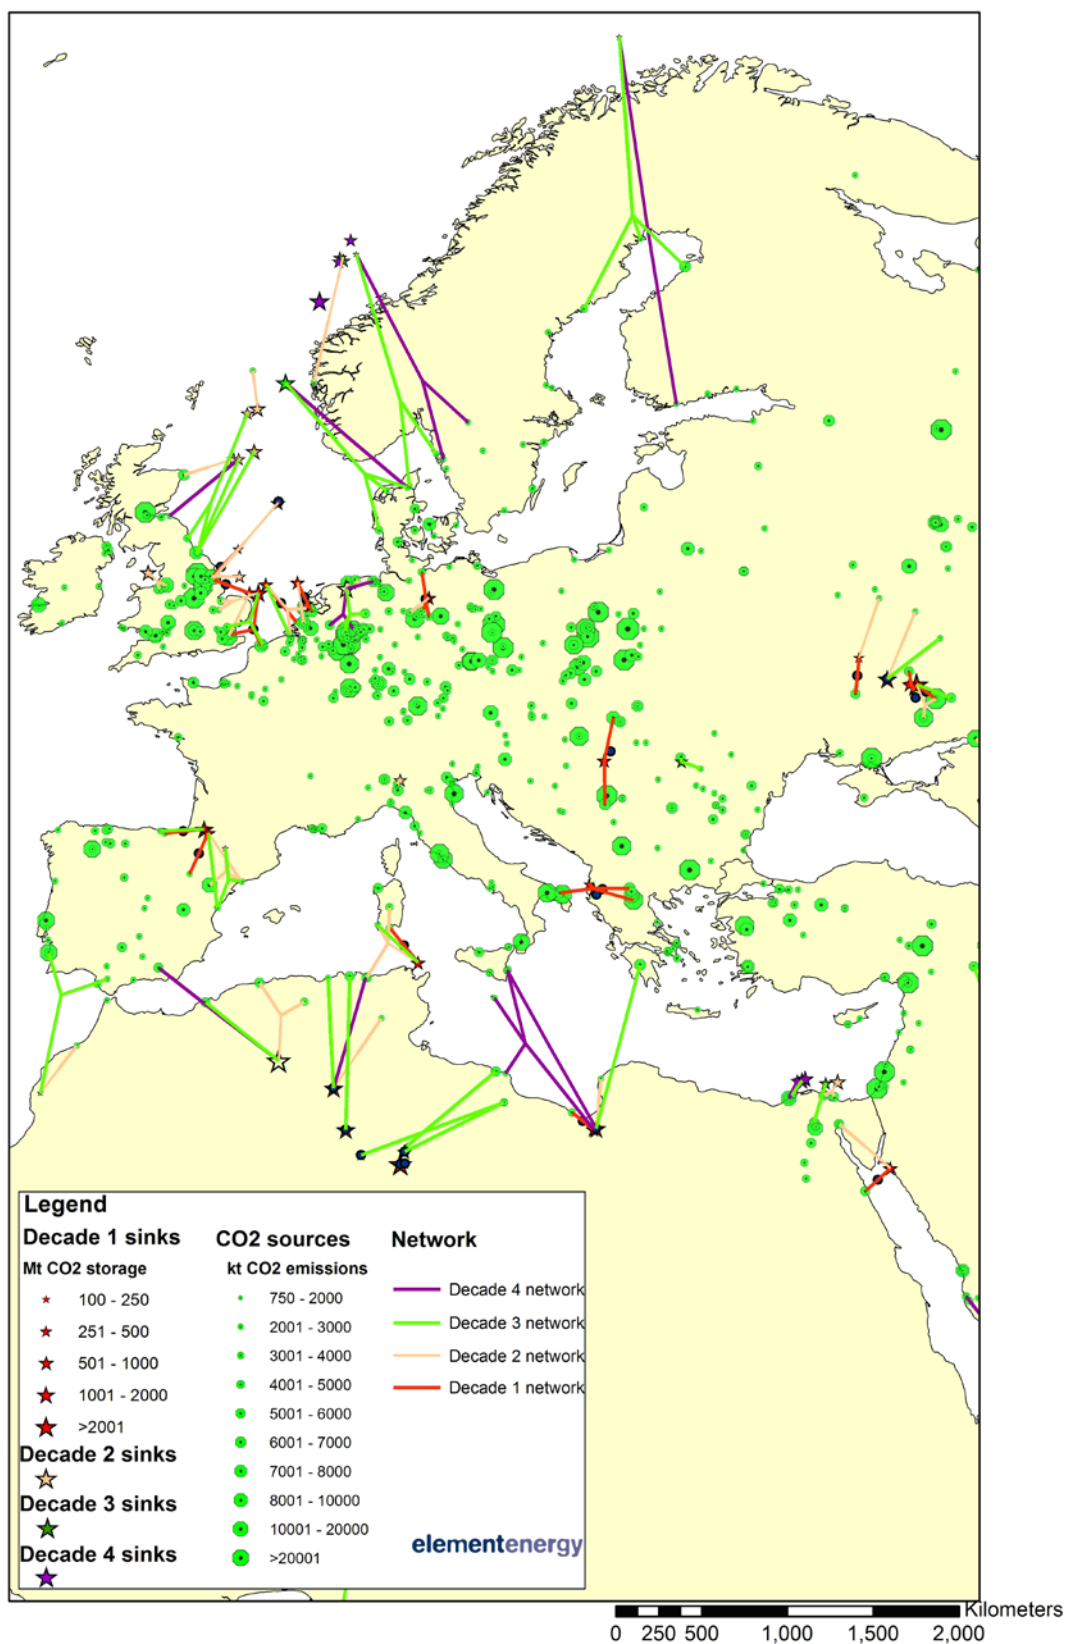 Legend
Decade 1 sinks
Mt CO2 storage
100 - 250
251 - 500
501 - 1000
1001 - 2000
>2001
Decade 2 sinks
Decade 3 sinks
Decade 4 sinks
CO2 sources
kt CO2 emissions
750 - 2000
2001 - 3000
3001 - 4000
4001 - 5000
5001 - 6000
6001 - 7000
7001 - 8000
8001 - 10000
10001 - 20000
>20001
Network
Decade 4 network
Decade 3 network
Decade 2 network
Decade 1 network
elementenergy
Kilometers
0 250 500 1,000 1,500 2,000